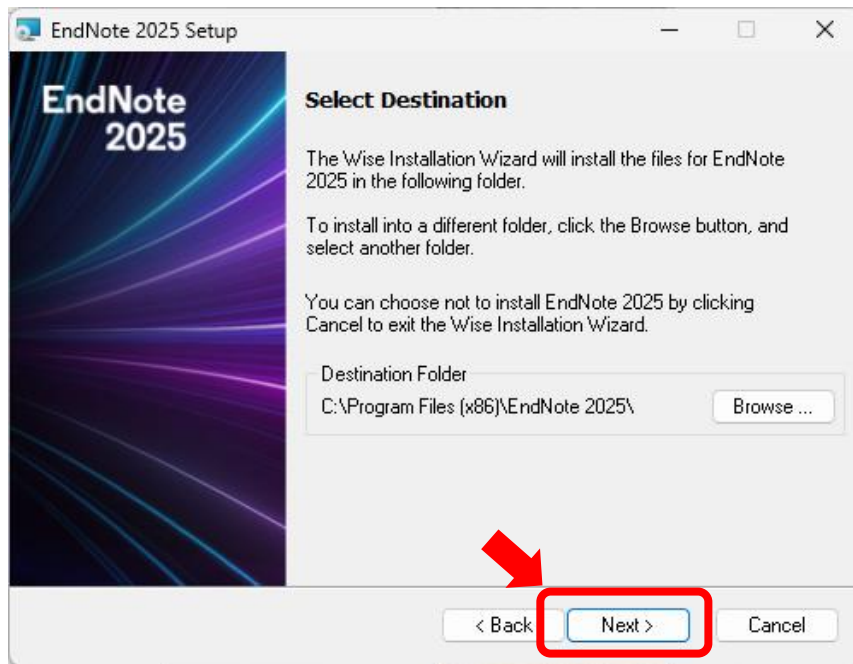 EndNote 2025 Setup
EndNote
2025
Select Destination
The Wise Installation Wizard will install the files for EndNote
2025 in the following folder.
To install into a different folder, click the Browse button, and
select another folder.
You can choose not to install EndNote 2025 by clicking
Cancel to exit the Wise Installation Wizard.
Destination Folder
C:\Program Files (x86)\EndNote 2025\
Browse ...
< Back
Next >
Cancel